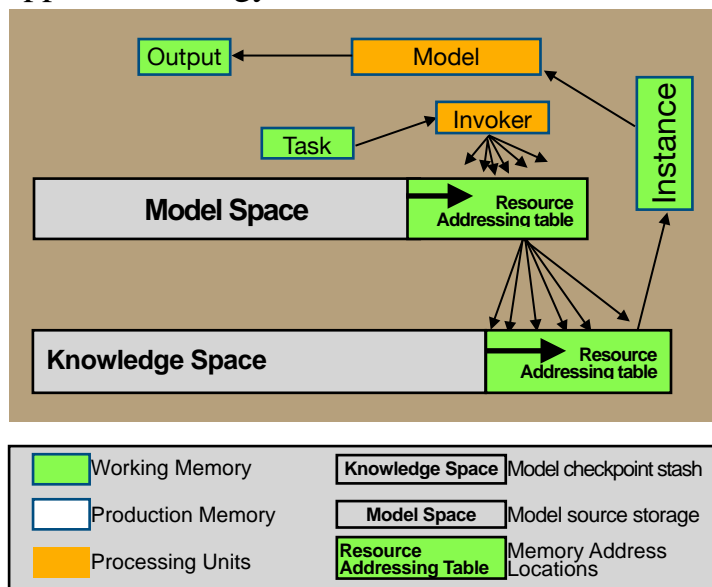 Output
Model
Invoker
Task
Instance
Model Space
Resource
Addressing table
Knowledge Space
Resource
Addressing table
Working Memory
Knowledge Space
Model checkpoint stash
Production Memory
Model Space
Model source storage
Processing Units
Resource
Addressing Table
Memory Address
Locations